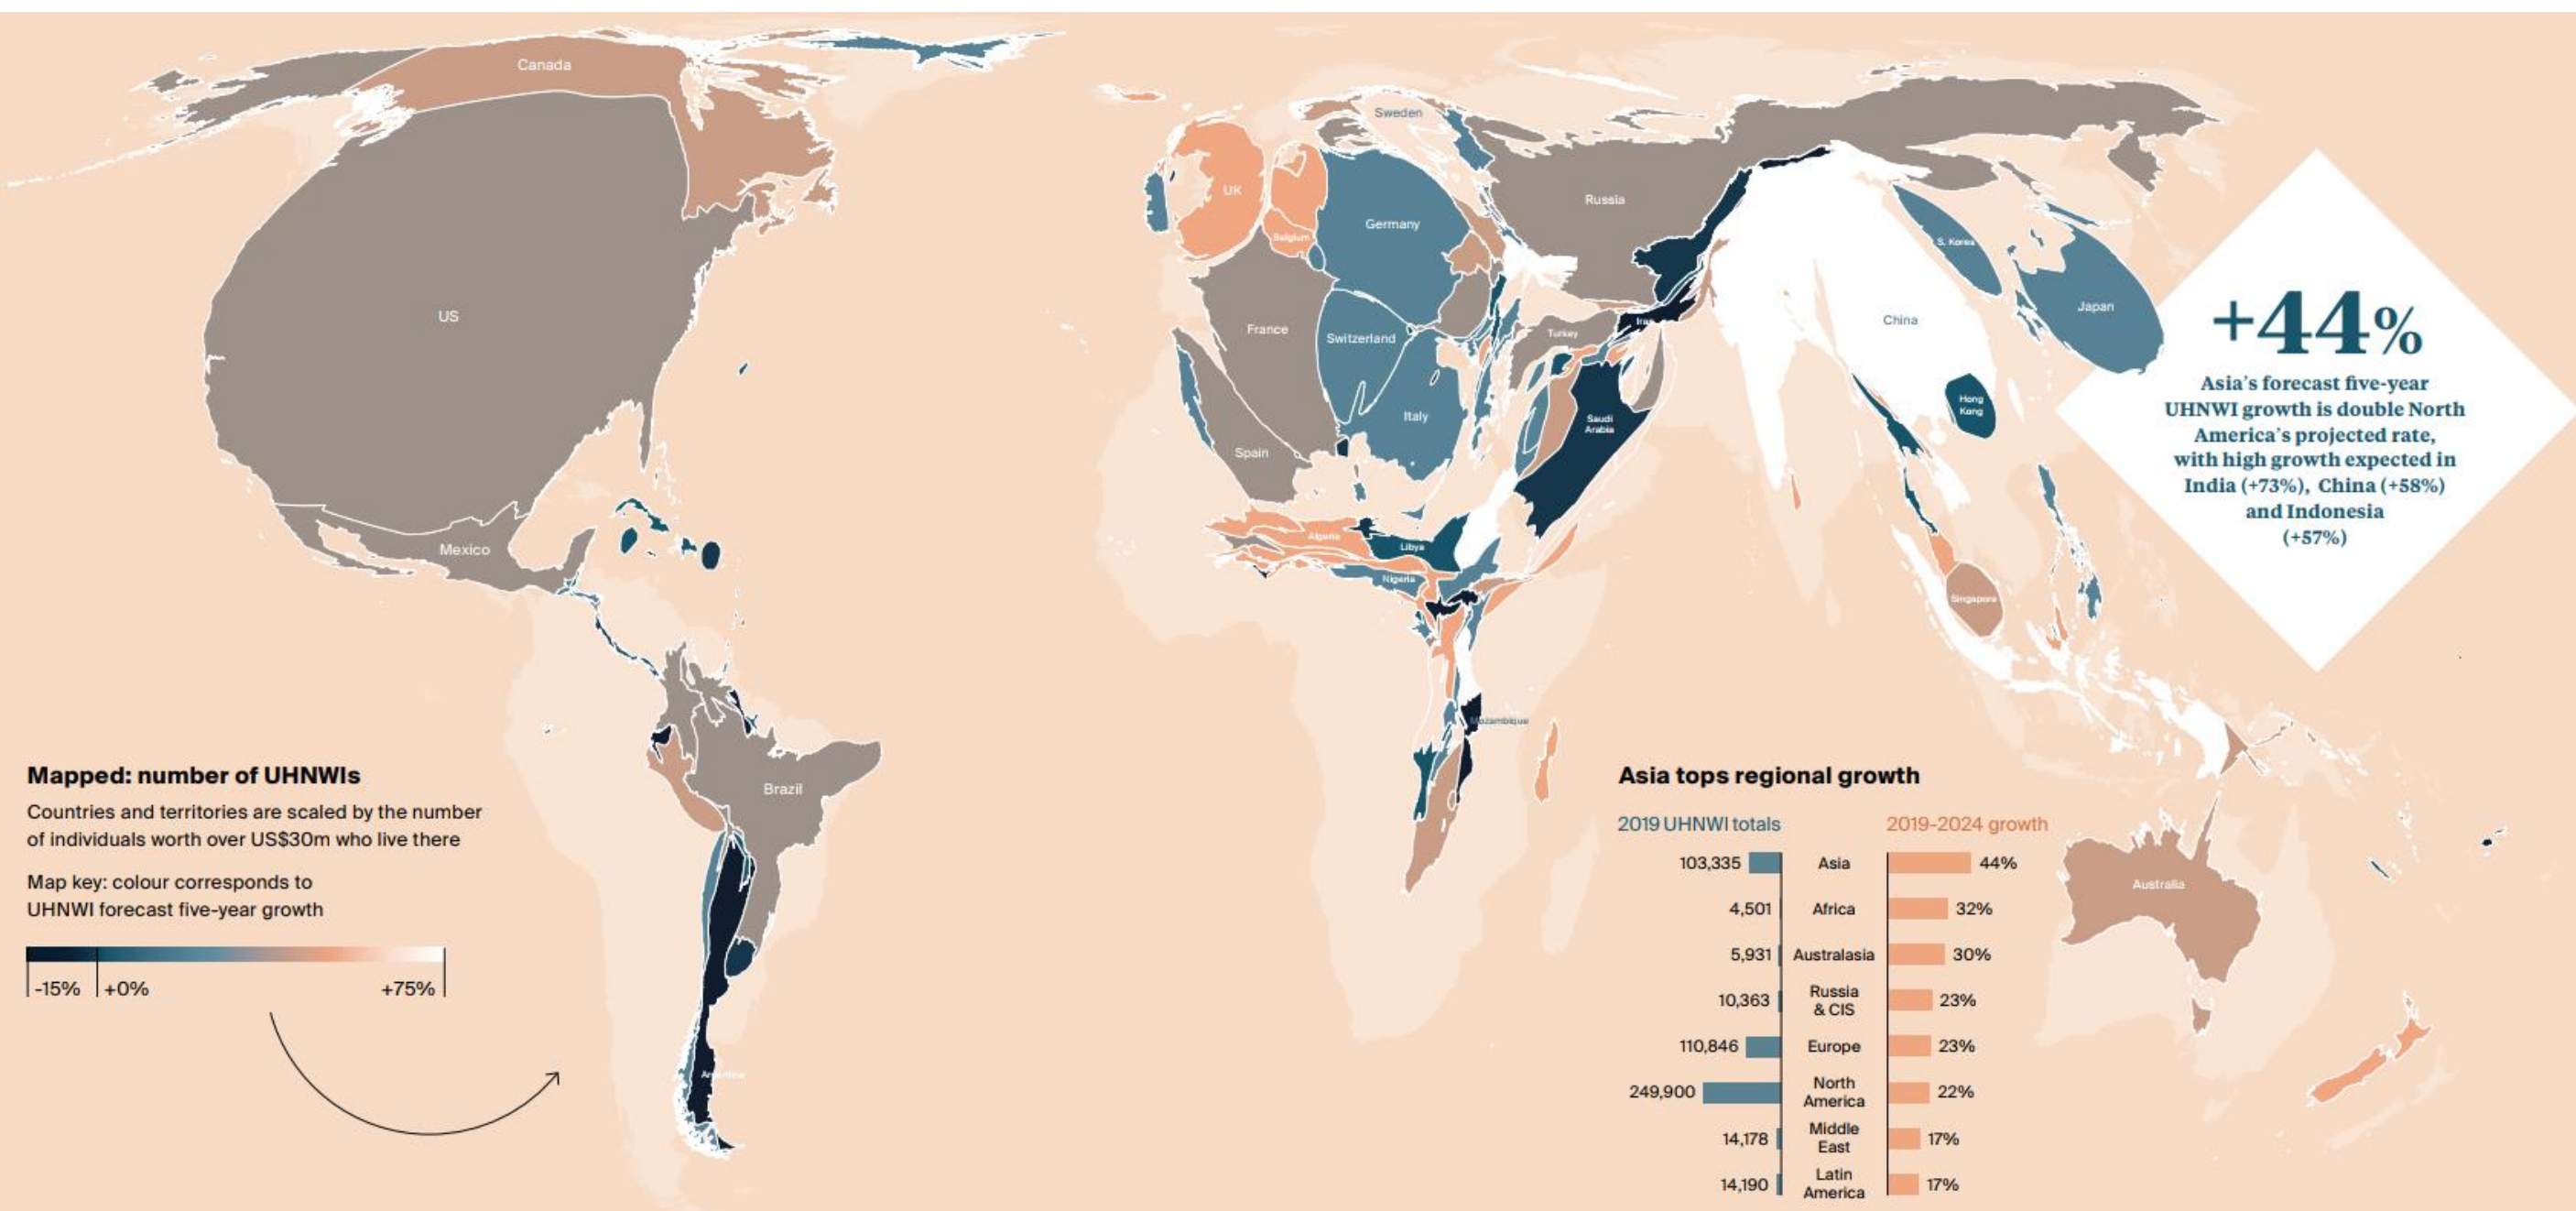 Canada
US
Mexico
Brazil
Argentina
Sweden
UK
Belgium
Germany
Russia
France
Switzerland
Italy
Spain
Turkey
Iran
Saudi
Arabia
Algeria
Libya
Nigeria
Mozambique
China
S. Korea
Japan
Hong
Kong
Singapore
Australia
+44%
Asia's forecast five-year
UHNWI growth is double North
America's projected rate,
with high growth expected in
India (+73%), China (+58%)
and Indonesia
(+57%)
Mapped: number of UHNWIs
Countries and territories are scaled by the number
of individuals worth over US$30m who live there
Map key: colour corresponds to
UHNWI forecast five-year growth
-15% +0% +75%
Asia tops regional growth
2019 UHNWI totals 2019-2024 growth
103,335 Asia 44%
4,501 Africa 32%
5,931 Australasia 30%
10,363 Russia
& CIS 23%
110,846 Europe 23%
249,900 North
America 22%
14,178 Middle
East 17%
14,190 Latin
America 17%